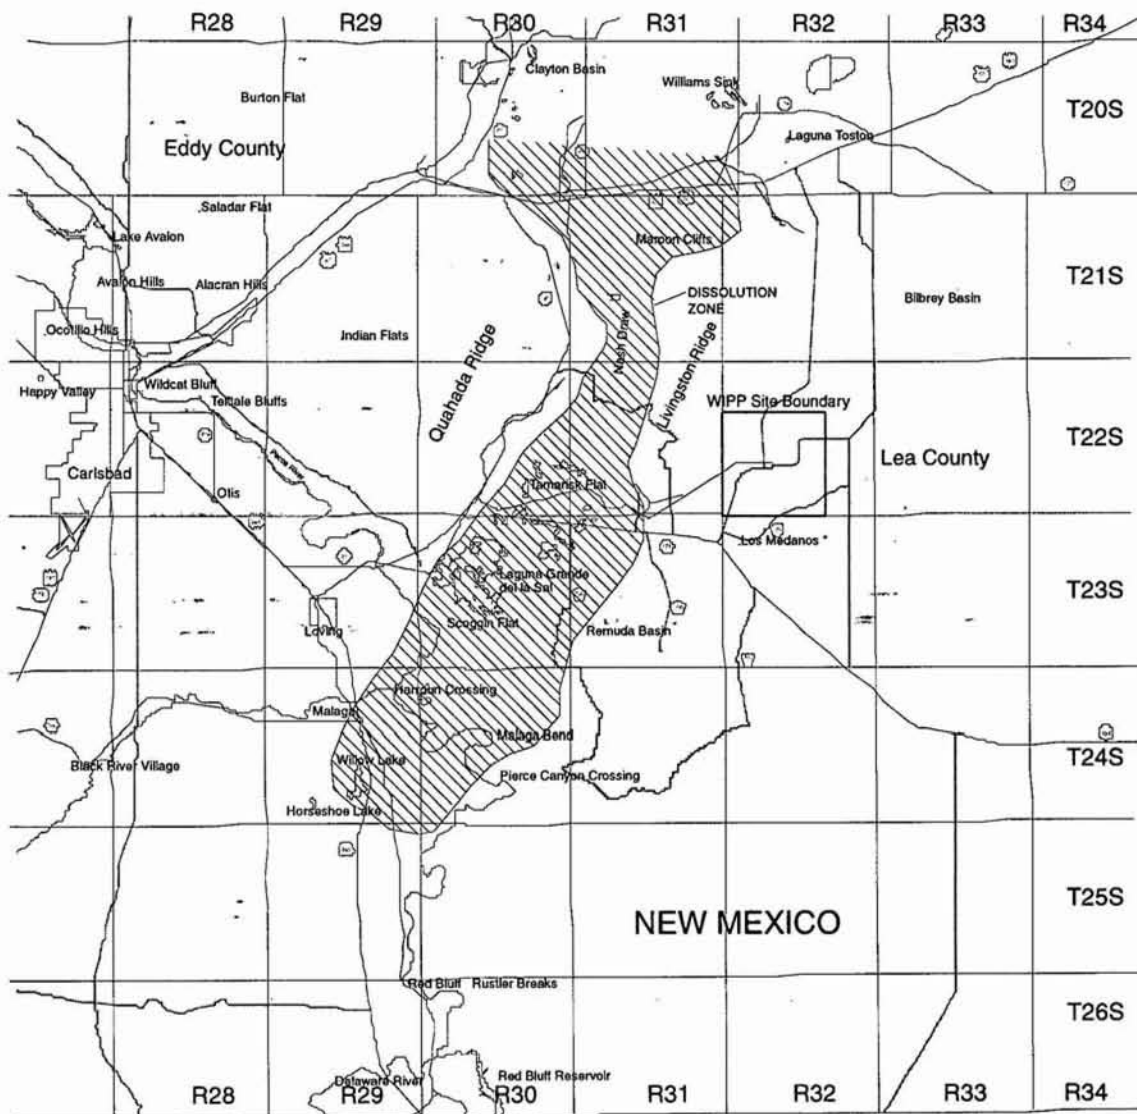 R28 R29 R30 R31 R32 R33 R34
Clayton Basin
Williams Sink
Burton Flat
T20S
Laguna Toston
Eddy County
Saladar Flat
Lake Avalon
Maroon Cliffs
T21S
Avalon Hills
Alacran Hills
DISSOLUTION
ZONE
Bilbrey Basin
Ocotillo Hills
Indian Flats
Nash Draw
Quahada Ridge
Livingston Ridge
Happy Valley
Wildcat Bluff
Telltale Bluffs
WIPP Site Boundary
T22S
Pecos River
Lea County
Carlsbad
Tamarisk Flat
Otis
Los Medanos
Laguna Grande
del la Sal
T23S
Scoggin Flat
Loving
Remuda Basin
Harroun Crossing
Malaga
Malaga Bend
Willow Lake
T24S
Black River Village
Pierce Canyon Crossing
Horseshoe Lake
T25S
NEW MEXICO
Red Bluff Rustler Breaks
T26S
Delaware River
Red Bluff Reservoir
R28 R29 R30 R31 R32 R33 R34